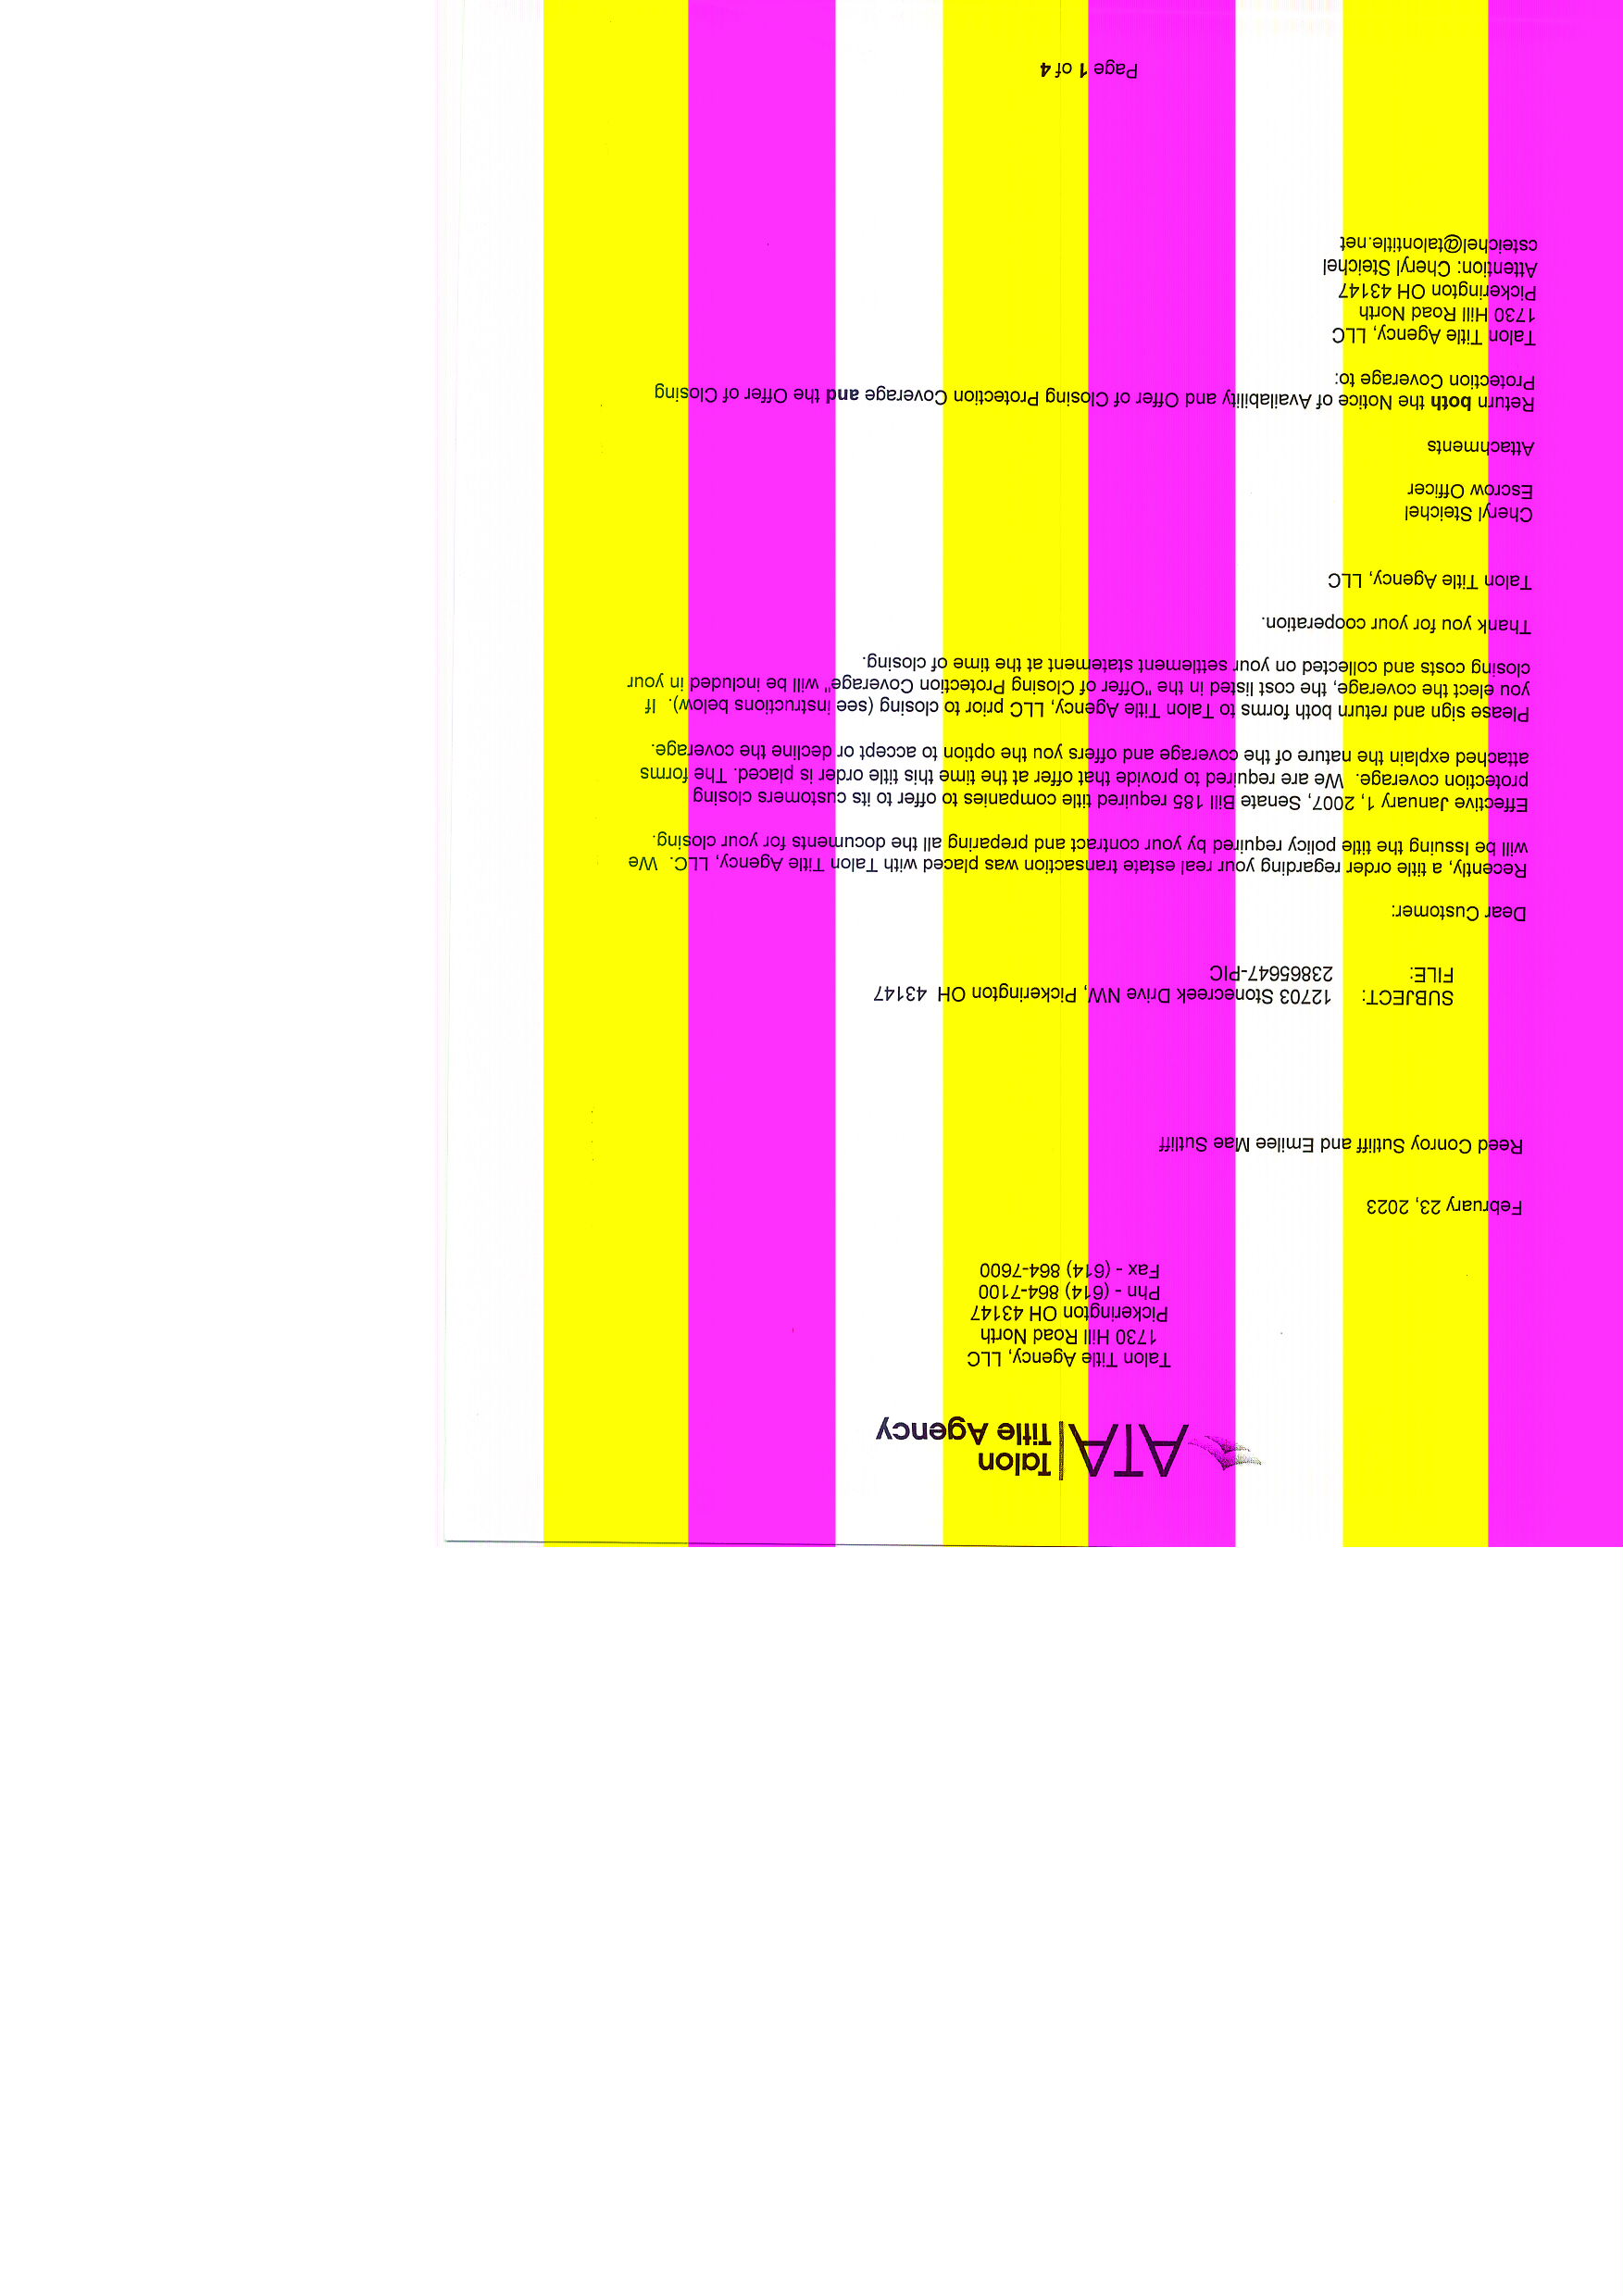 ATA Talon
Title Agency
Talon Title Agency, LLC
1730 Hill Road North
Pickerington OH 43147
Phn - (614) 864-7100
Fax - (614) 864-7600
February 23, 2023
Reed Conroy Sutliff and Emilee Mae Sutliff
SUBJECT: 12703 Stonecreek Drive NW, Pickerington OH 43147
FILE: 23865647-PIC
Dear Customer:
Recently, a title order regarding your real estate transaction was placed with Talon Title Agency, LLC. We
will be Issuing the title policy required by your contract and preparing all the documents for your closing.
Effective January 1, 2007, Senate Bill 185 required title companies to offer to its customers closing
protection coverage. We are required to provide that offer at the time this title order is placed. The forms
attached explain the nature of the coverage and offers you the option to accept or decline the coverage.
Please sign and return both forms to Talon Title Agency, LLC prior to closing (see instructions below). If
you elect the coverage, the cost listed in the "Offer of Closing Protection Coverage" will be included in your
closing costs and collected on your settlement statement at the time of closing.
Thank you for your cooperation.
Talon Title Agency, LLC
Cheryl Steichel
Escrow Officer
Attachments
Return both the Notice of Availability and Offer of Closing Protection Coverage and the Offer of Closing
Protection Coverage to:
Talon Title Agency, LLC
1730 Hill Road North
Pickerington OH 43147
Attention: Cheryl Steichel
csteichel@talontitle.net
Page 1 of 4